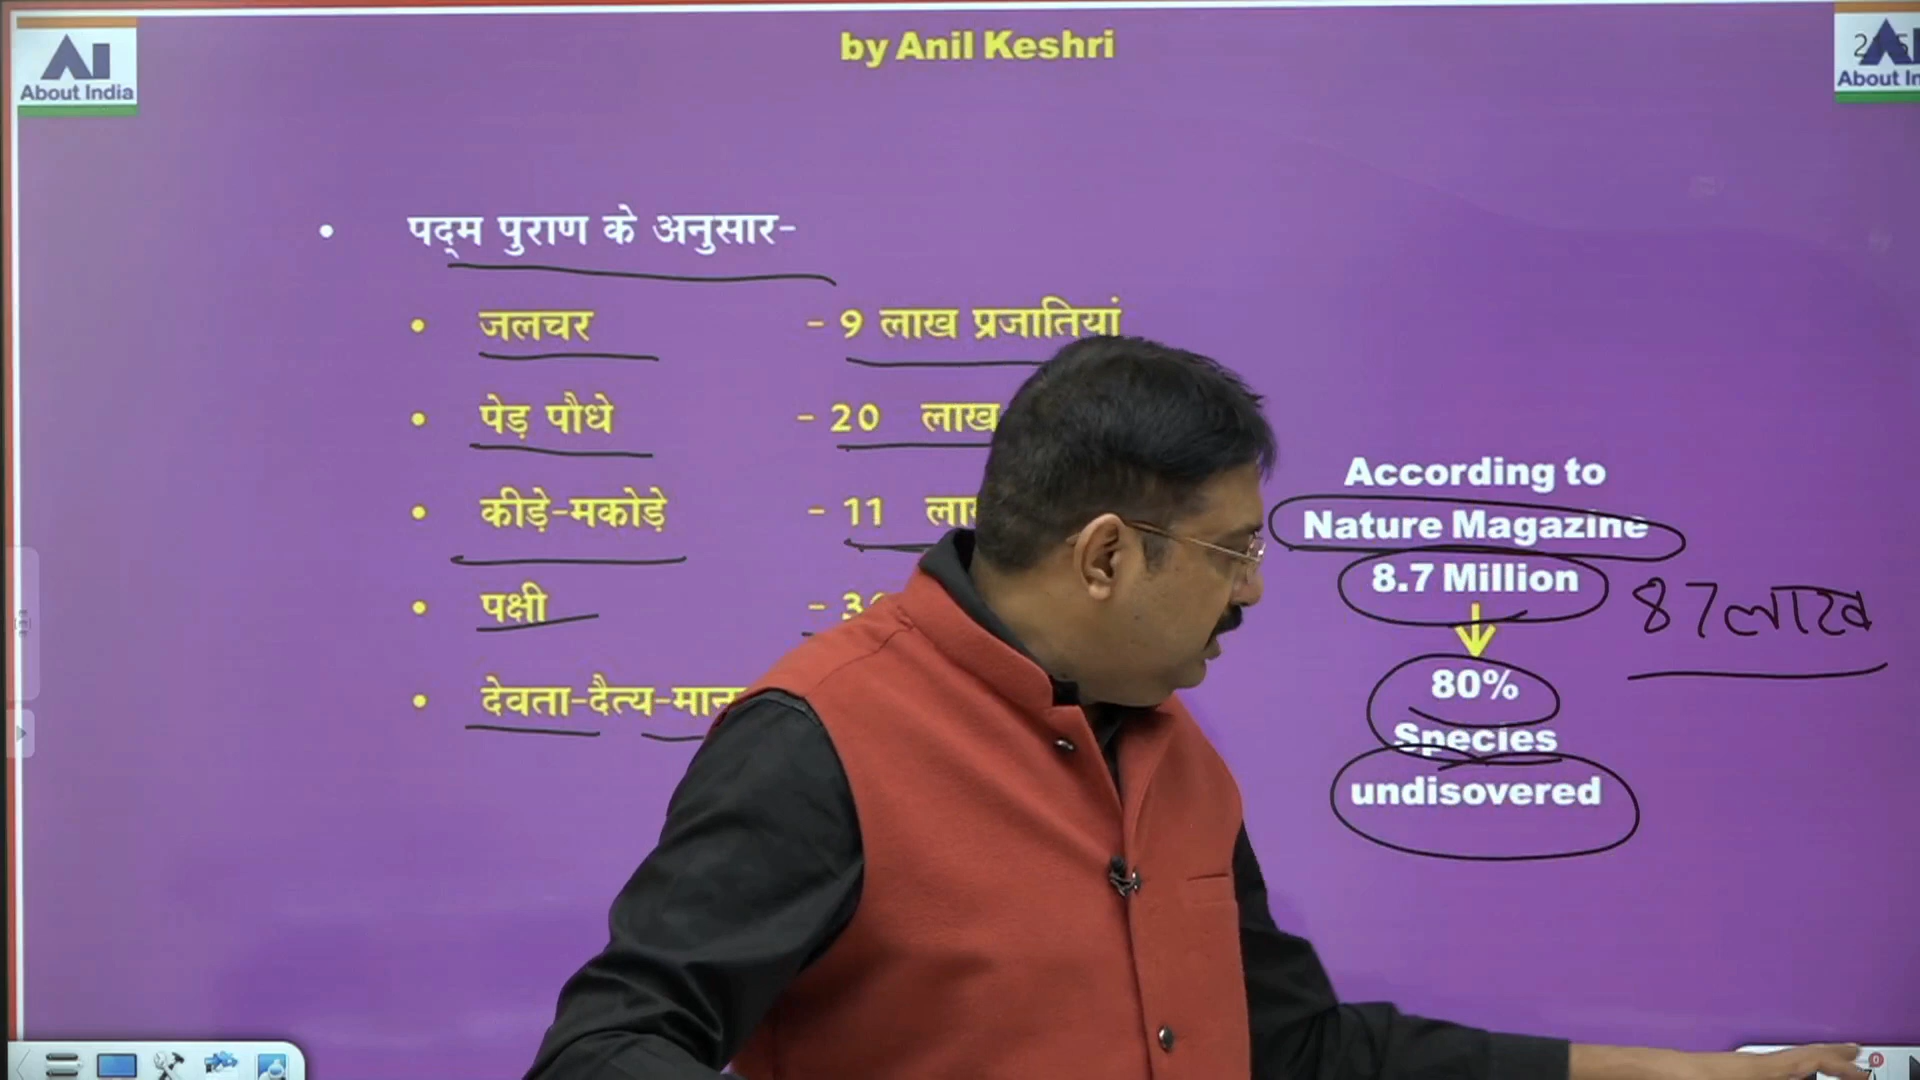 by Anil Keshri
AI
About India
About
पद्म पुराण के अनुसार-
जलचर - 9 लाख प्रजातियां
पेड़ पौधे - 20 लाख
कीड़े-मकोड़े - 11
पक्षी -
देवता-दैत्य-
According to
Nature Magazine
8.7 Million
87 लाख
80%
Species
undisovered